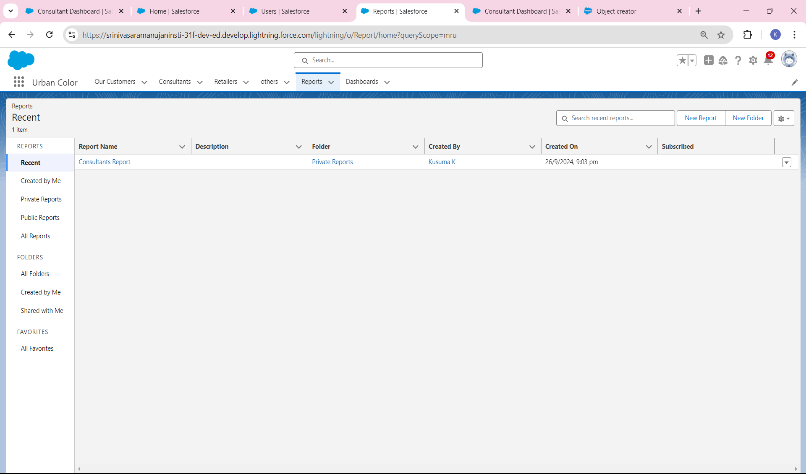 Consultant Dashboard | Sa
Home | Salesforce
Users | Salesforce
Reports | Salesforce
Consultant Dashboard | Sa
Object creator
https://srinivasaramanujaninsti-31f-dev-ed.develop.lightning.force.com/lightning/o/Report/home?queryScope=mru
K
Search...
Urban Color
Our Customers
Consultants
Retailers
others
Reports
Dashboards
Reports
Recent
1 item
Search recent reports...
New Report
New Folder
REPORTS
Recent
Created by Me
Private Reports
Public Reports
All Reports
FOLDERS
All Folders
Created by Me
Shared with Me
FAVORITES
All Favorites
Report Name
Description
Folder
Created By
Created On
Subscribed
Consultants Report
Private Reports
Kusuma K
26/9/2024, 9:03 pm